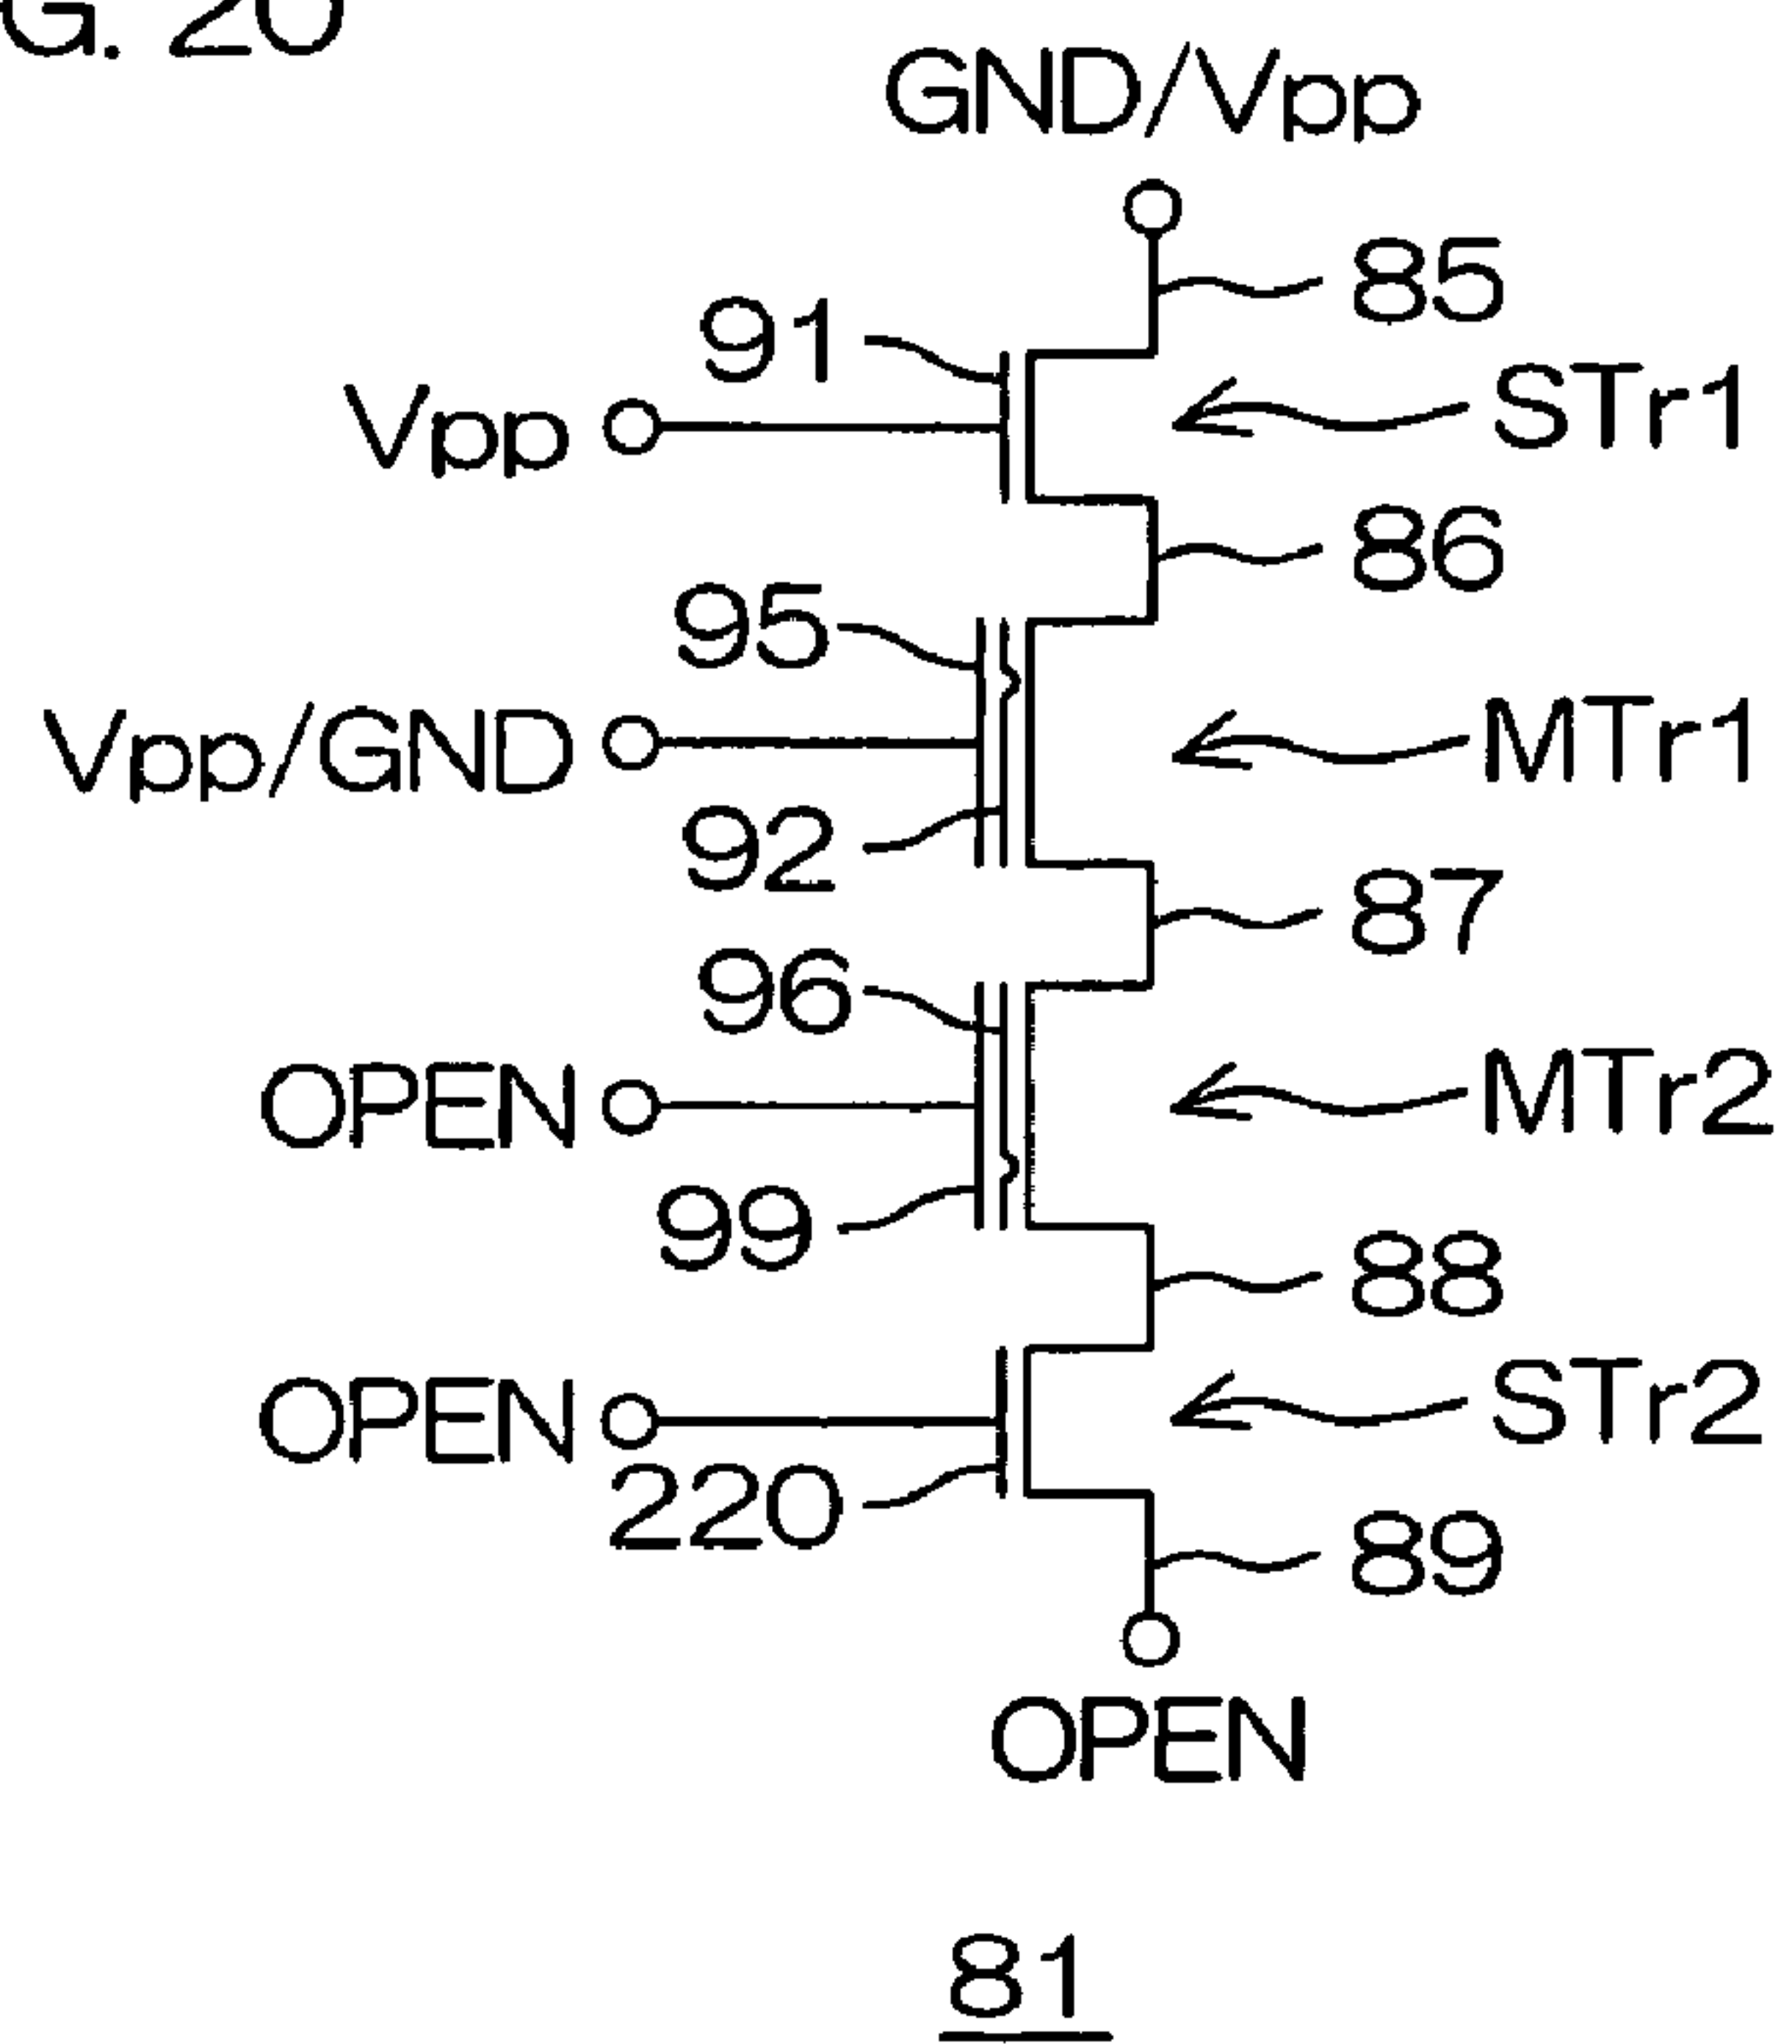 G. 20
GND/Vpp
85
91
STr1
Vpp
86
95
MTr1
Vpp/GND
92
87
96
MTr2
OPEN
99
88
STr2
OPEN
220
89
OPEN
81